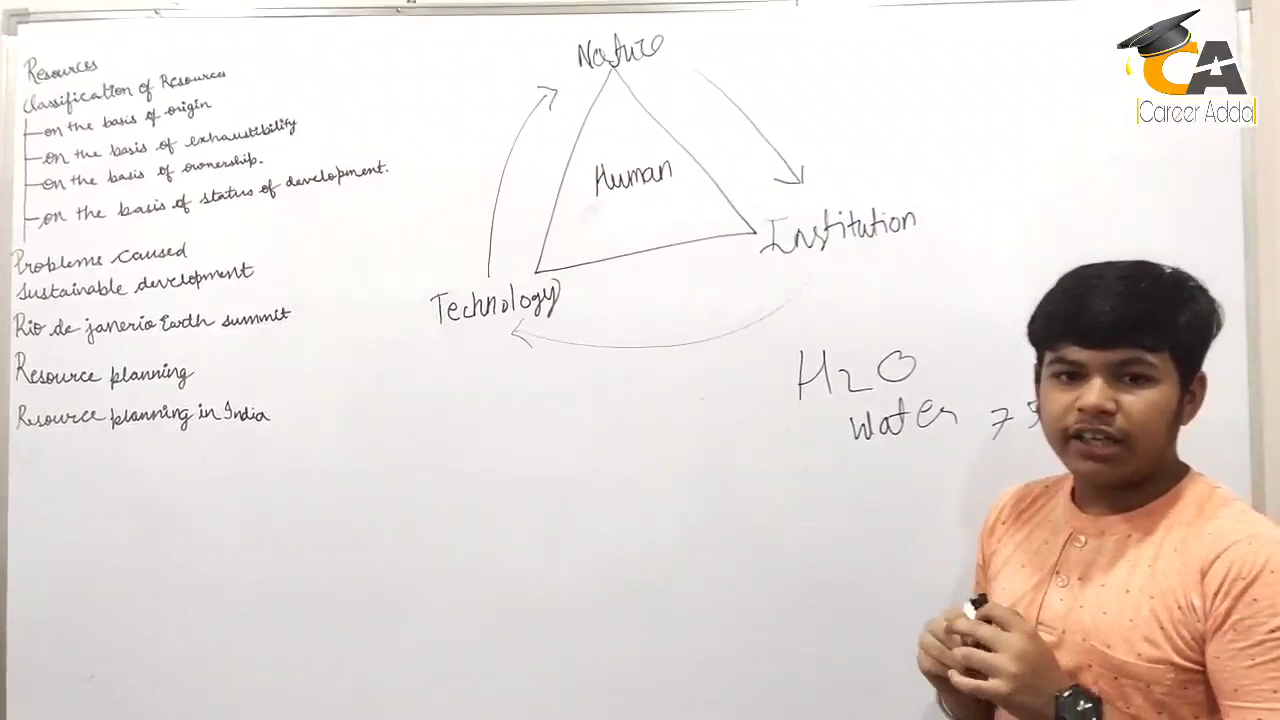 Resources
Classification of Resources
on the basis of origin
on the basis of exhaustibility
on the basis of ownership.
on the basis of status of development.
Problems caused
Sustainable development
Rio de janerio Earth summit
Resource planning
Resource planning in India
Nature
Human
Institution
Technology
H2O
water 7
CA
Career Adda